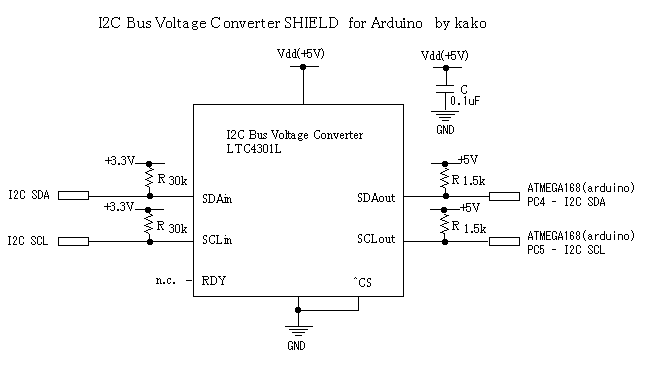 I2C Bus Voltage Converter SHIELD for Arduino by kako
Vdd(+5V)
Vdd(+5V)
C
0.1uF
GND
I2C Bus Voltage Converter
LTC4301L
+3.3V
R 30k
I2C SDA
SDAin
+3.3V
R 30k
I2C SCL
SCLin
n.c.
RDY
^CS
SDAout
SCLout
+5V
R 1.5k
ATMEGA168(arduino)
PC4 - I2C SDA
+5V
R 1.5k
ATMEGA168(arduino)
PC5 - I2C SCL
GND